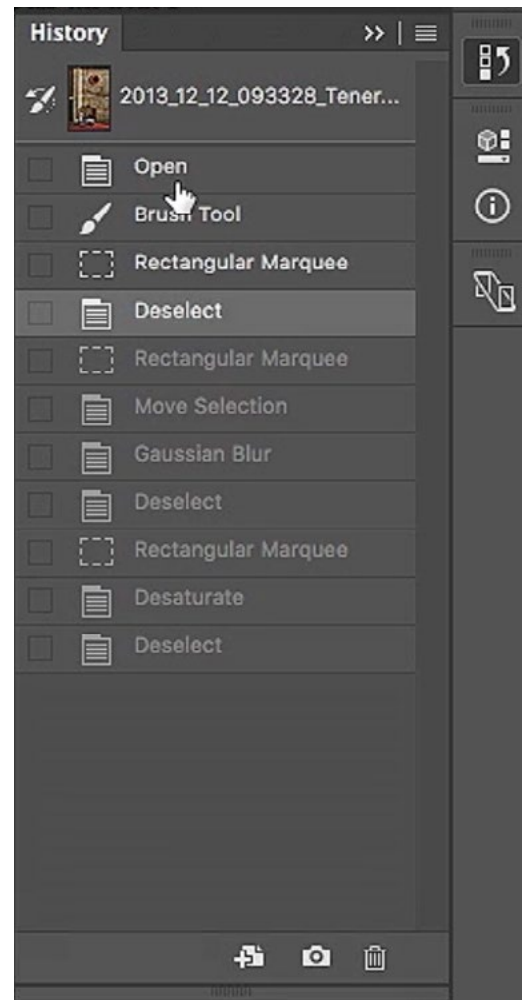 History
2013_12_12_093328_Tener...
Open
Brush Tool
Rectangular Marquee
Deselect
Rectangular Marquee
Move Selection
Gaussian Blur
Deselect
Rectangular Marquee
Desaturate
Deselect